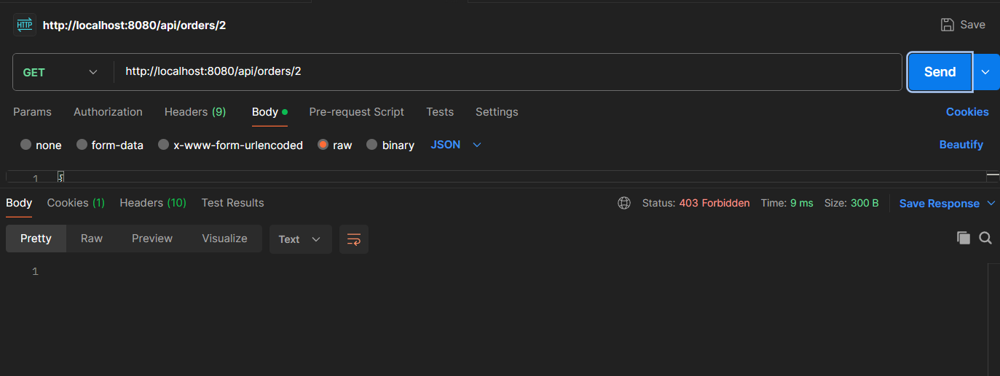 HTTP http://localhost:8080/api/orders/2 Save
GET http://localhost:8080/api/orders/2 Send
Params Authorization Headers (9) Body Pre-request Script Tests Settings Cookies
none form-data x-www-form-urlencoded raw binary JSON Beautify
1 {
Body Cookies (1) Headers (10) Test Results Status: 403 Forbidden Time: 9 ms Size: 300 B Save Response
Pretty Raw Preview Visualize Text
1